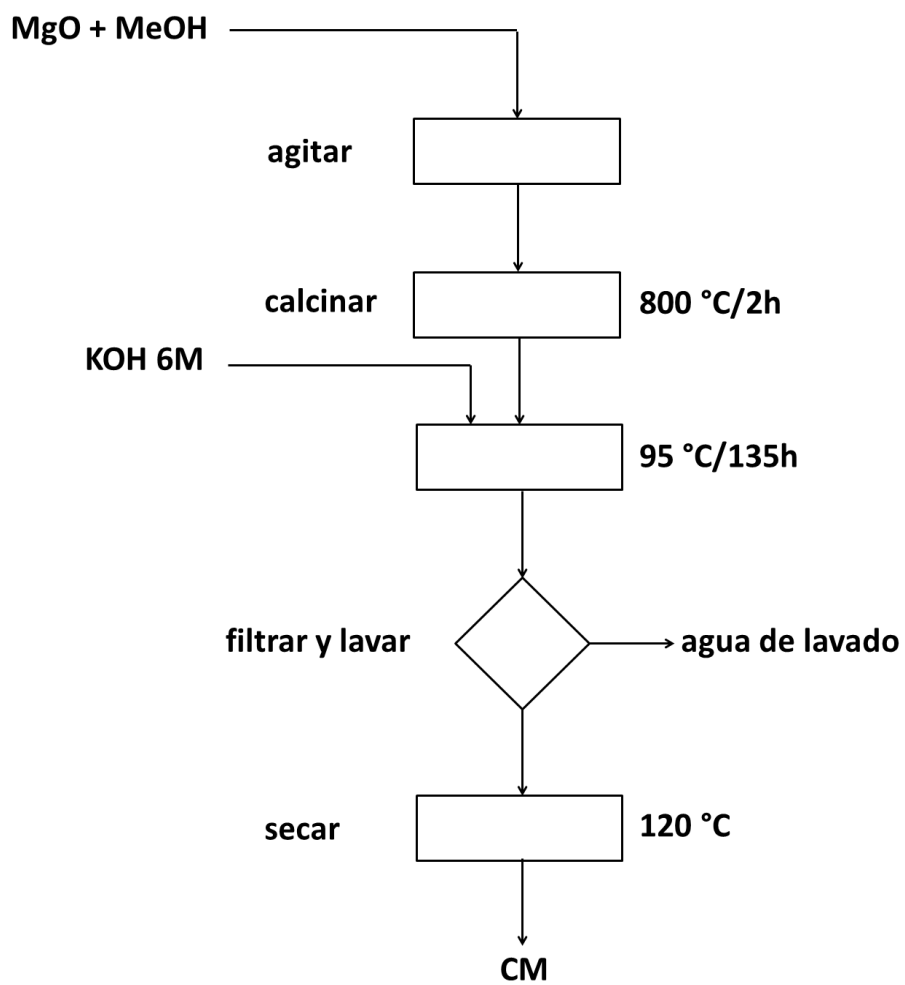 MgO + MeOH
agitar
calcinar
800 °C/2h
KOH 6M
95 °C/135h
filtrar y lavar
agua de lavado
secar
120 °C
CM